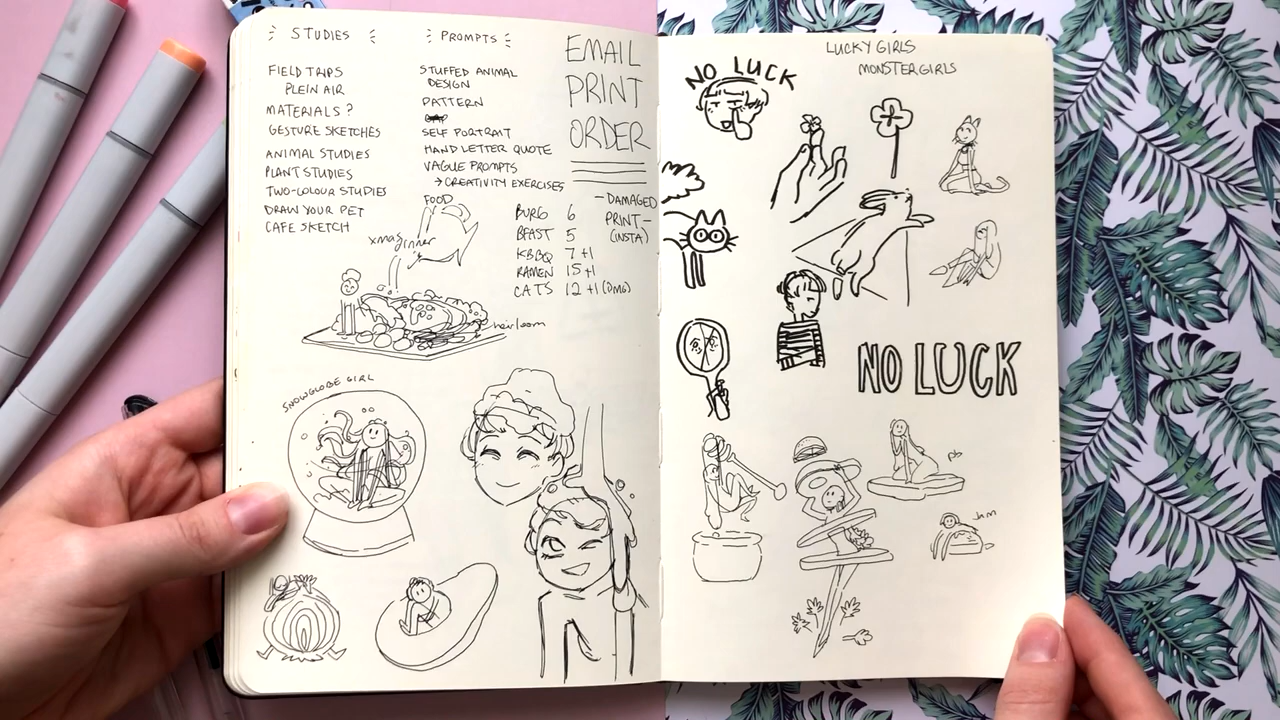 STUDIES
FIELD TRIPS
PLEIN AIR
MATERIALS?
GESTURE SKETCHES
ANIMAL STUDIES
PLANT STUDIES
TWO-COLOUR STUDIES
DRAW YOUR PET
CAFE SKETCH
PROMPTS
STUFFED ANIMAL
DESIGN
PATTERN
SELF PORTRAIT
HAND LETTER QUOTE
VAGUE PROMPTS
→ CREATIVITY EXERCISES
FOOD
EMAIL
PRINT
ORDER
-DAMAGED
PRINT-
(INSTA)
BURG 6
BFAST 5
KBBQ 7 +1
RAMEN 15 +1
CATS 12 +1 (DMG)
xmas
heirloom
SNOWGLOBE GIRL
LUCKY GIRLS
MONSTERGIRLS
NO LUCK
NO LUCK
pb
Jam